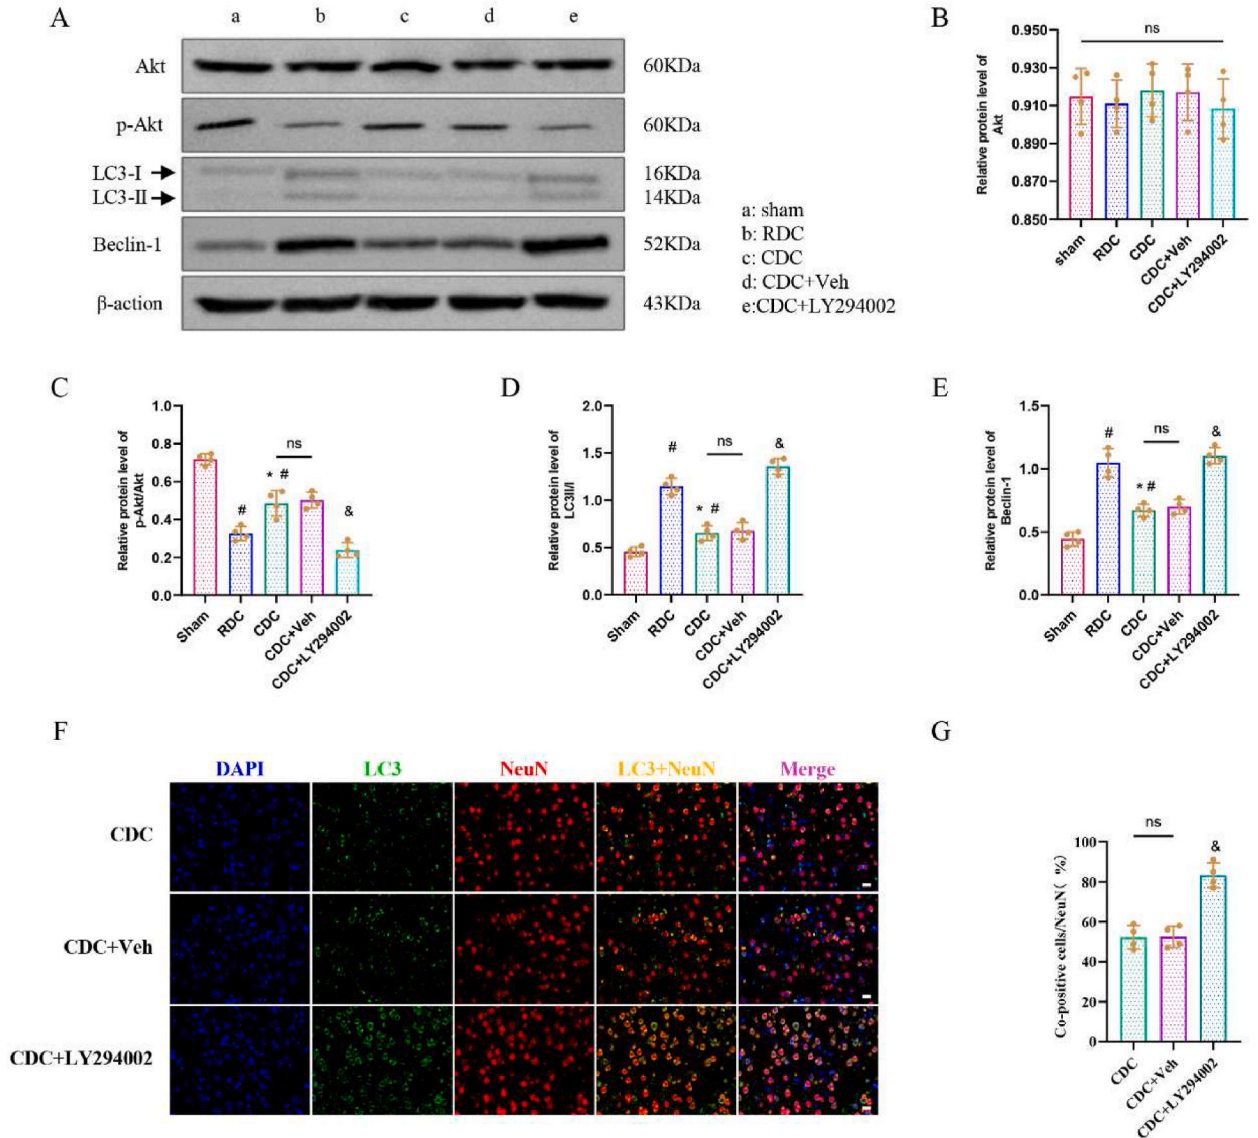 A
a b c d e
Akt 60KDa
p-Akt 60KDa
LC3-I 16KDa
LC3-II 14KDa
Beclin-1 52KDa
β-action 43KDa
a: sham
b: RDC
c: CDC
d: CDC+Veh
e:CDC+LY294002
B
Relative protein level of
Akt
0.950
0.930
0.910
0.890
0.870
0.850
ns
sham
RDC
CDC
CDC+Veh
CDC+LY294002
C
Relative protein level of
p-Akt/Akt
1.0
0.8
0.6
0.4
0.2
0.0
#
* #
ns
&
Sham
RDC
CDC
CDC+Veh
CDC+LY294002
D
Relative protein level of
LC3II/I
2.0
1.5
1.0
0.5
0.0
#
* #
ns
&
Sham
RDC
CDC
CDC+Veh
CDC+LY294002
E
Relative protein level of
Beclin-1
1.5
1.0
0.5
0.0
#
* #
ns
&
Sham
RDC
CDC
CDC+Veh
CDC+LY294002
F
DAPI LC3 NeuN LC3+NeuN Merge
CDC
CDC+Veh
CDC+LY294002
G
Co-positive cells/NeuN( %)
100
80
60
40
20
0
ns
&
CDC
CDC+Veh
CDC+LY294002